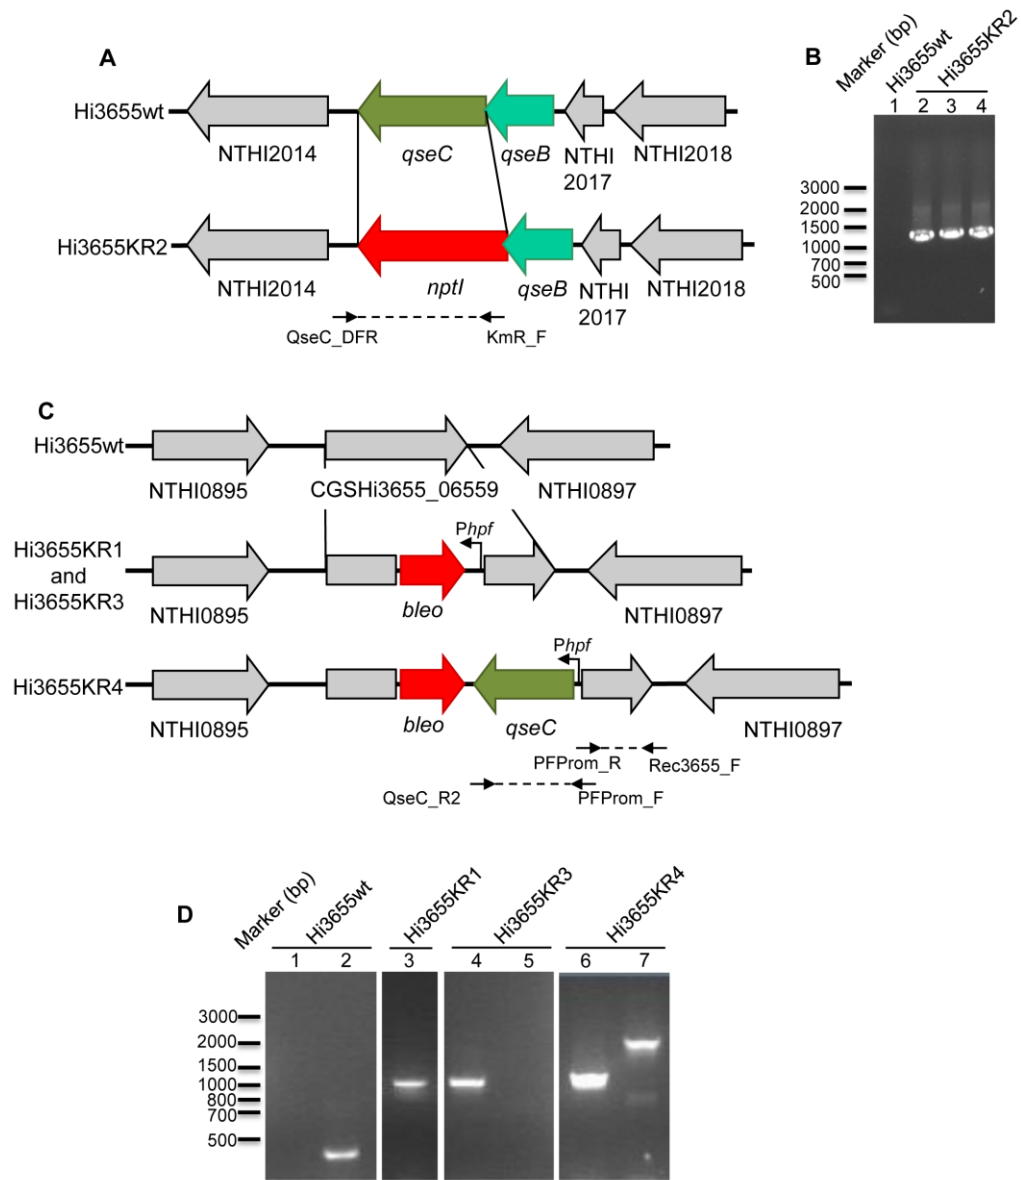 A
Hi3655wt
NTHI2014
qseC
qseB
NTHI
2017
NTHI2018
Hi3655KR2
NTHI2014
nptI
qseB
NTHI
2017
NTHI2018
QseC_DFR
KmR_F
B
Marker (bp)
Hi3655wt
Hi3655KR2
1 2 3 4
3000
2000
1500
1000
700
500
C
Hi3655wt
NTHI0895
CGSHi3655_06559
NTHI0897
Hi3655KR1
and
Hi3655KR3
Phpf
NTHI0895
bleo
NTHI0897
Hi3655KR4
Phpf
NTHI0895
bleo
qseC
NTHI0897
PFProm_R
Rec3655_F
QseC_R2
PFProm_F
D
Marker (bp)
Hi3655wt
Hi3655KR1
Hi3655KR3
Hi3655KR4
1 2 3 4 5 6 7
3000
2000
1500
1000
800
700
500